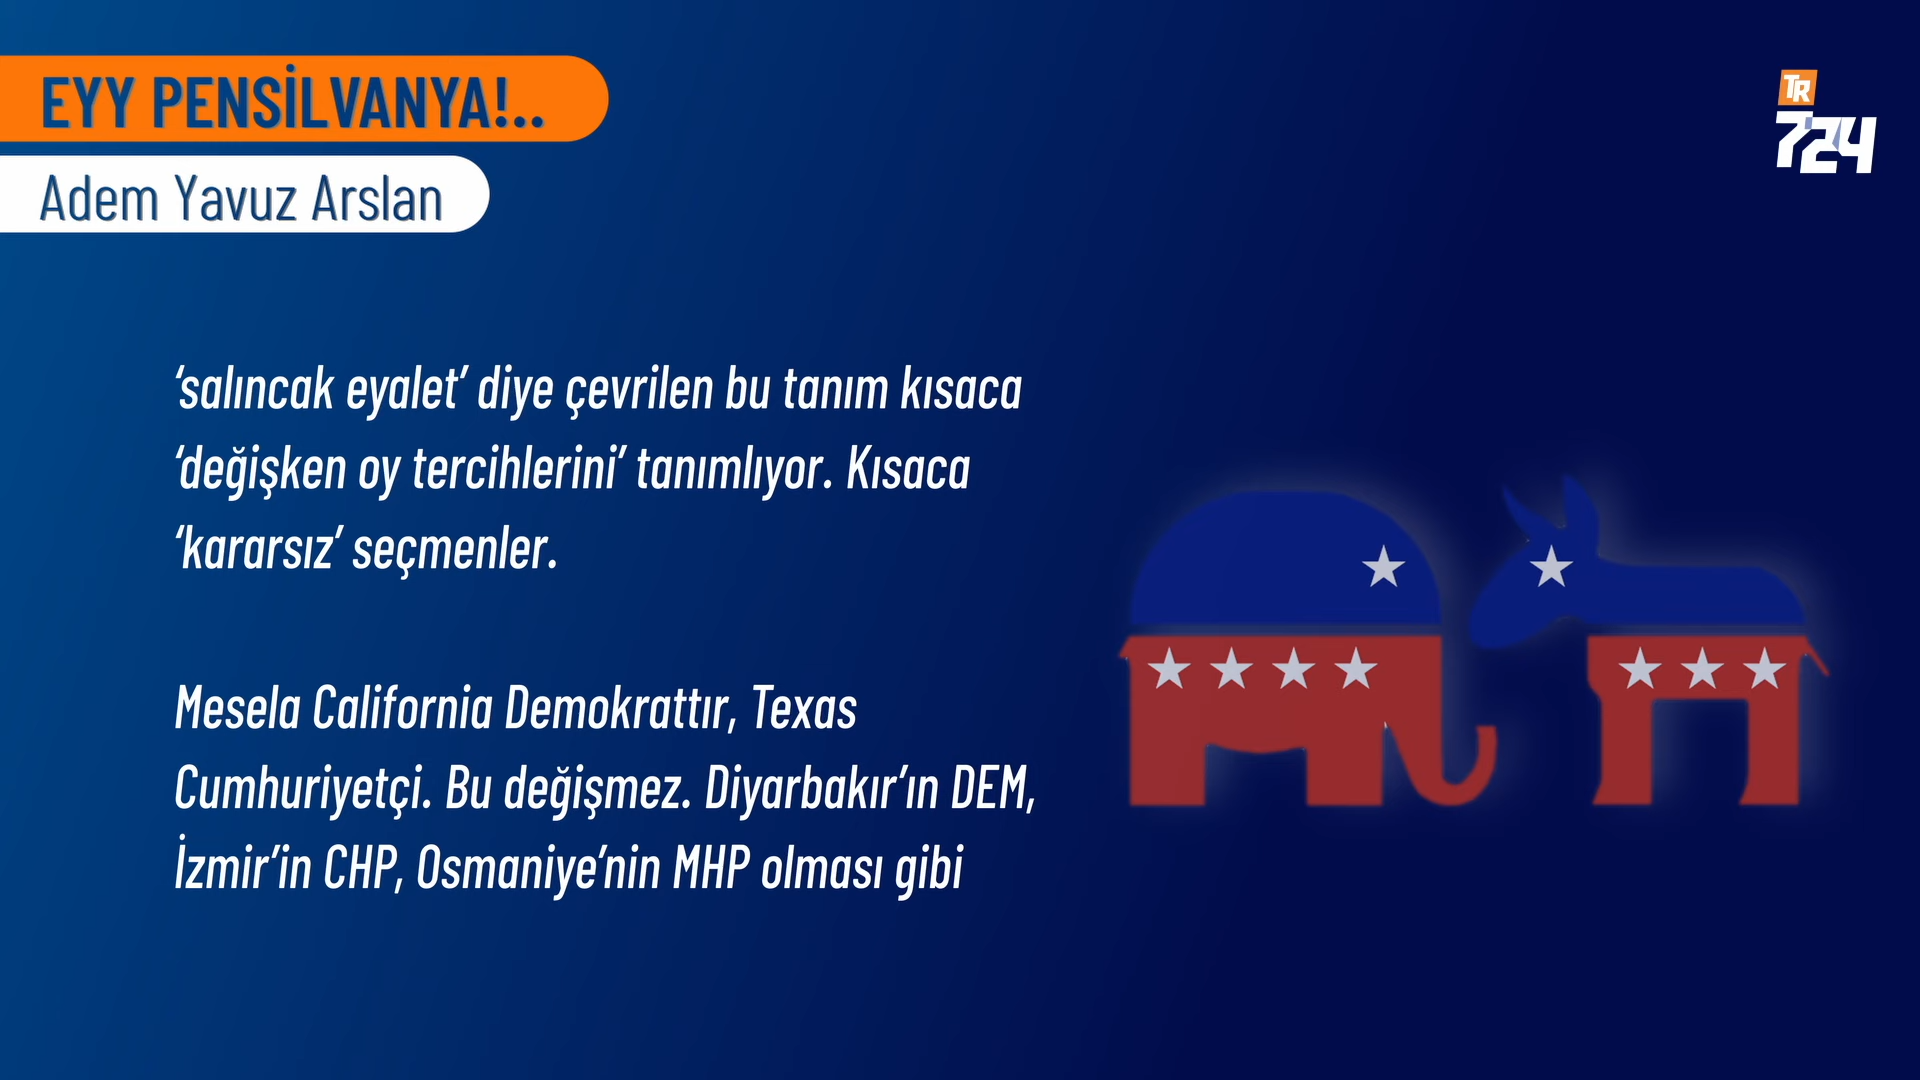 EYY PENSİLVANYA!..
Adem Yavuz Arslan
TR
724
‘salıncak eyalet’ diye çevrilen bu tanım kısaca
‘değişken oy tercihlerini’ tanımlıyor. Kısaca
‘kararsız’ seçmenler.
Mesela California Demokrattır, Texas
Cumhuriyetçi. Bu değişmez. Diyarbakır’ın DEM,
İzmir’in CHP, Osmaniye’nin MHP olması gibi